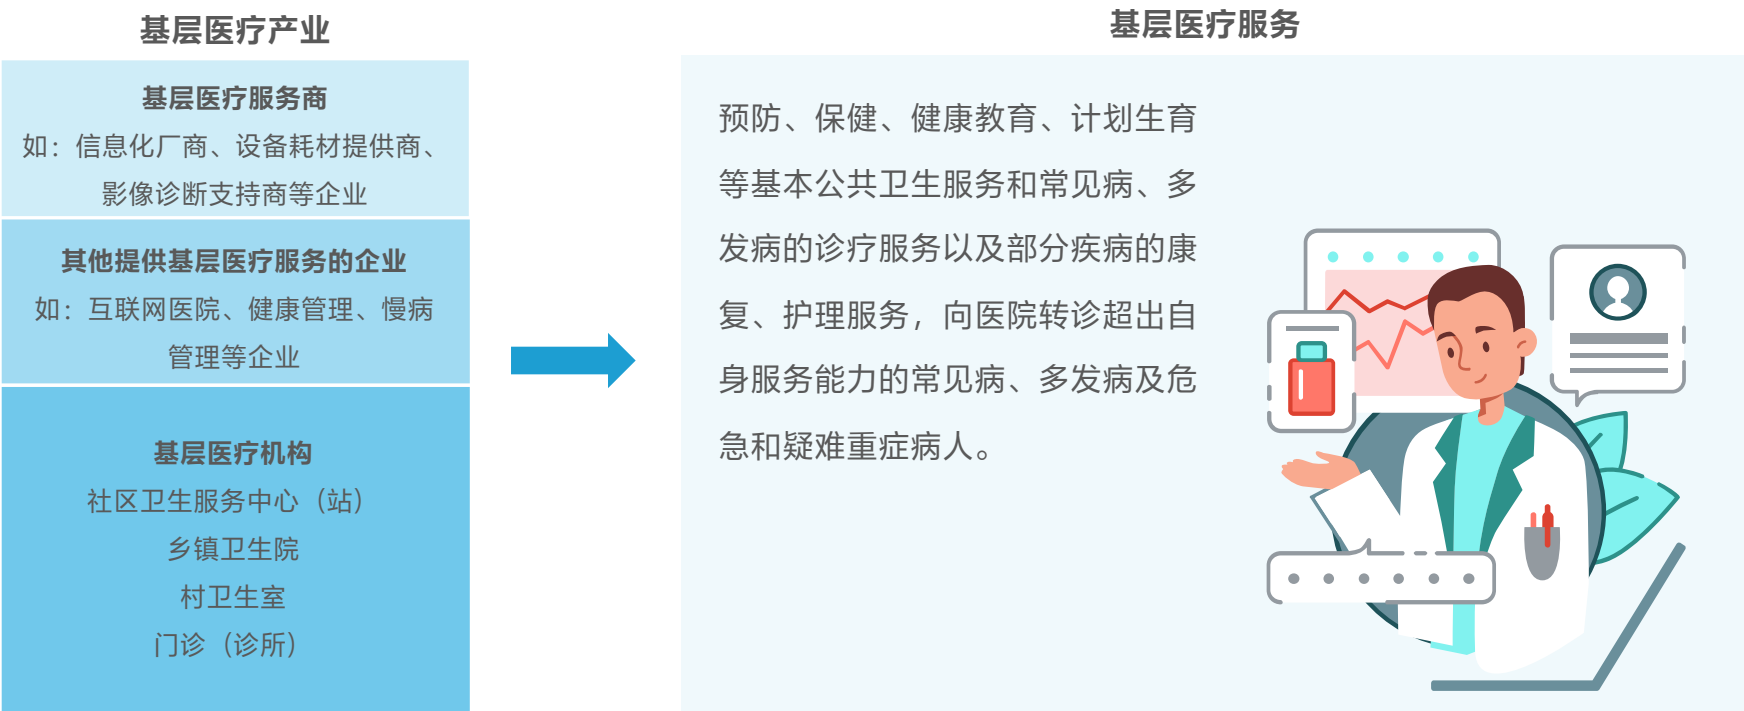 基层医疗产业
基层医疗服务商
如：信息化厂商、设备耗材提供商、
影像诊断支持商等企业
其他提供基层医疗服务的企业
如：互联网医院、健康管理、慢病
管理等企业
基层医疗机构
社区卫生服务中心（站）
乡镇卫生院
村卫生室
门诊（诊所）
基层医疗服务
预防、保健、健康教育、计划生育
等基本公共卫生服务和常见病、多
发病的诊疗服务以及部分疾病的康
复、护理服务，向医院转诊超出自
身服务能力的常见病、多发病及危
急和疑难重症病人。